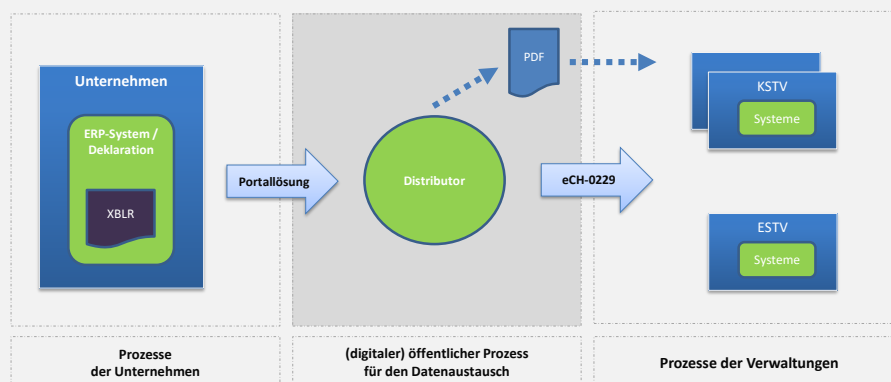 Unternehmen
ERP-System /
Deklaration
XBLR
Portallösung
Distributor
PDF
eCH-0229
KSTV
Systeme
ESTV
Systeme
Prozesse
der Unternehmen
(digitaler) öffentlicher Prozess
für den Datenaustausch
Prozesse der Verwaltungen